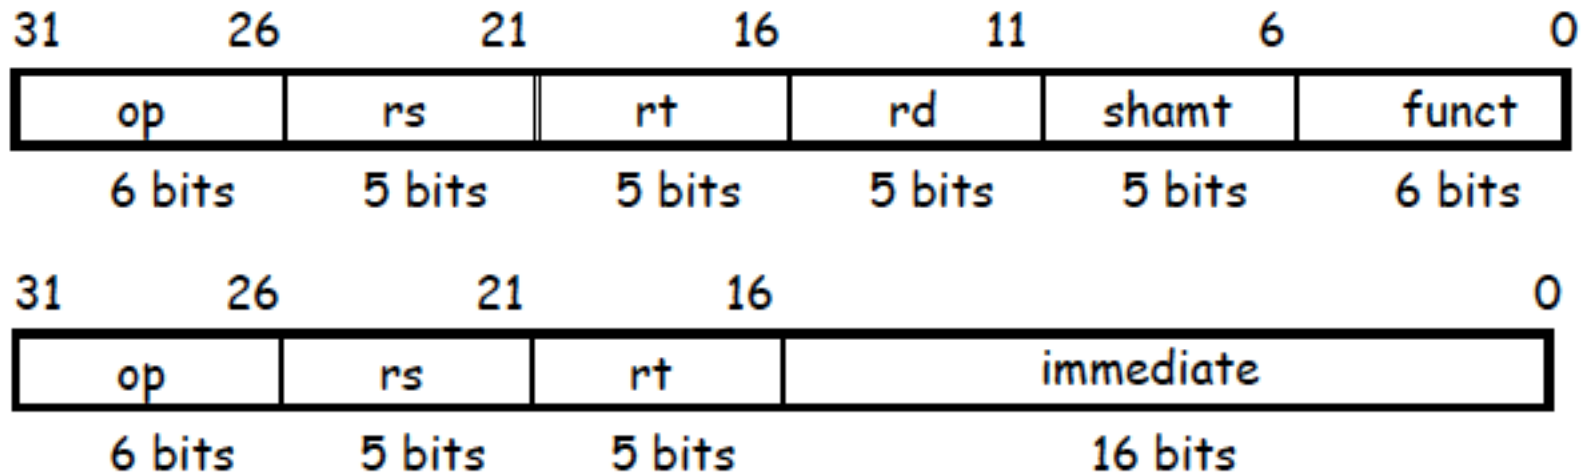 31 26 21 16 11 6 0
op rs rt rd shamt funct
6 bits 5 bits 5 bits 5 bits 5 bits 6 bits
31 26 21 16 0
op rs rt immediate
6 bits 5 bits 5 bits 16 bits